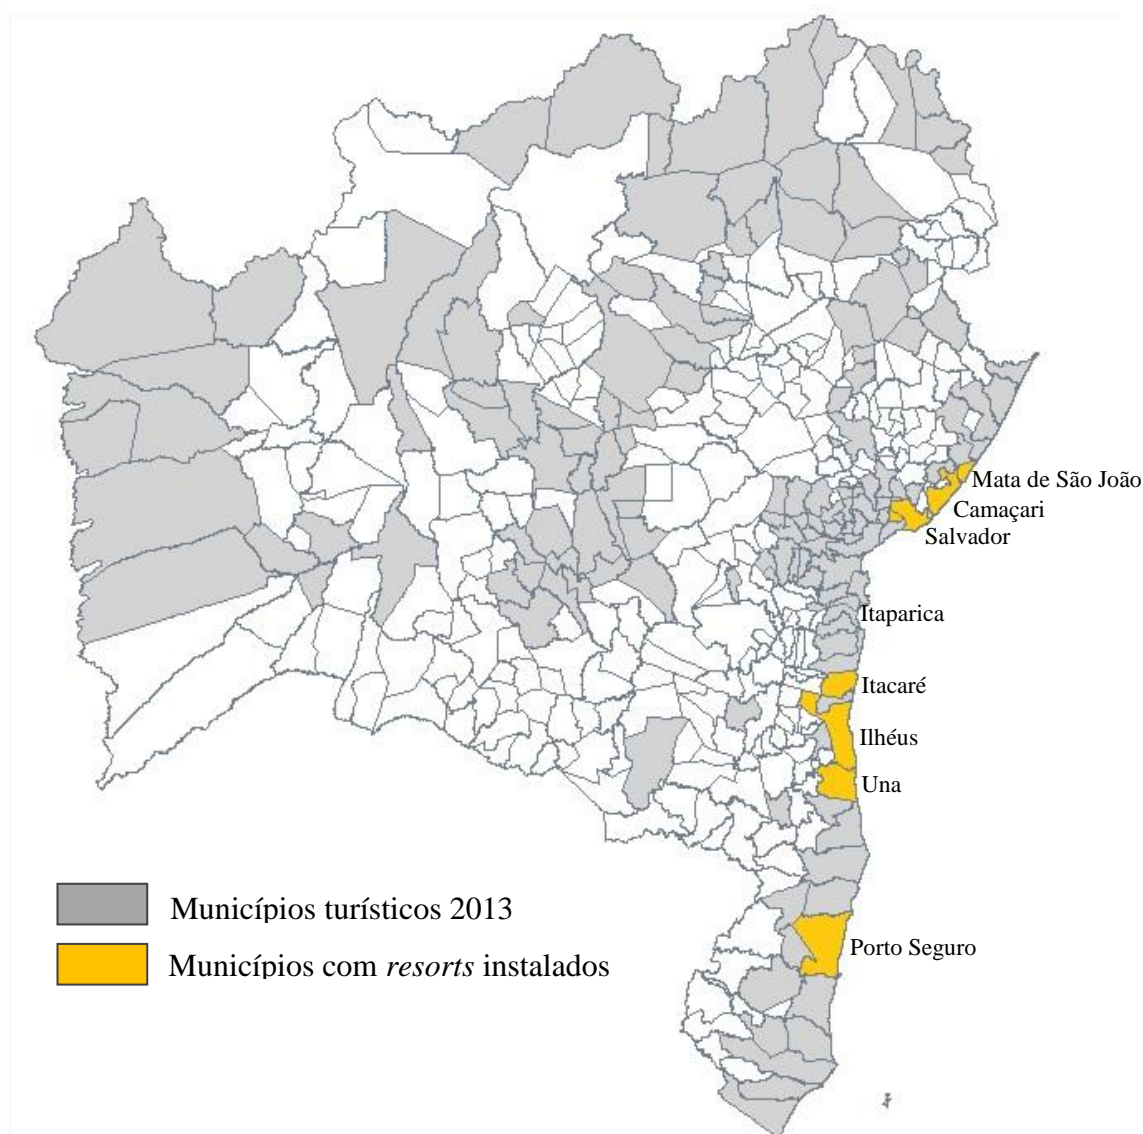 Mata de São João
Camaçari
Salvador
Itaparica
Itacaré
Ilhéus
Una
Municípios turísticos 2013
Municípios com resorts instalados
Porto Seguro